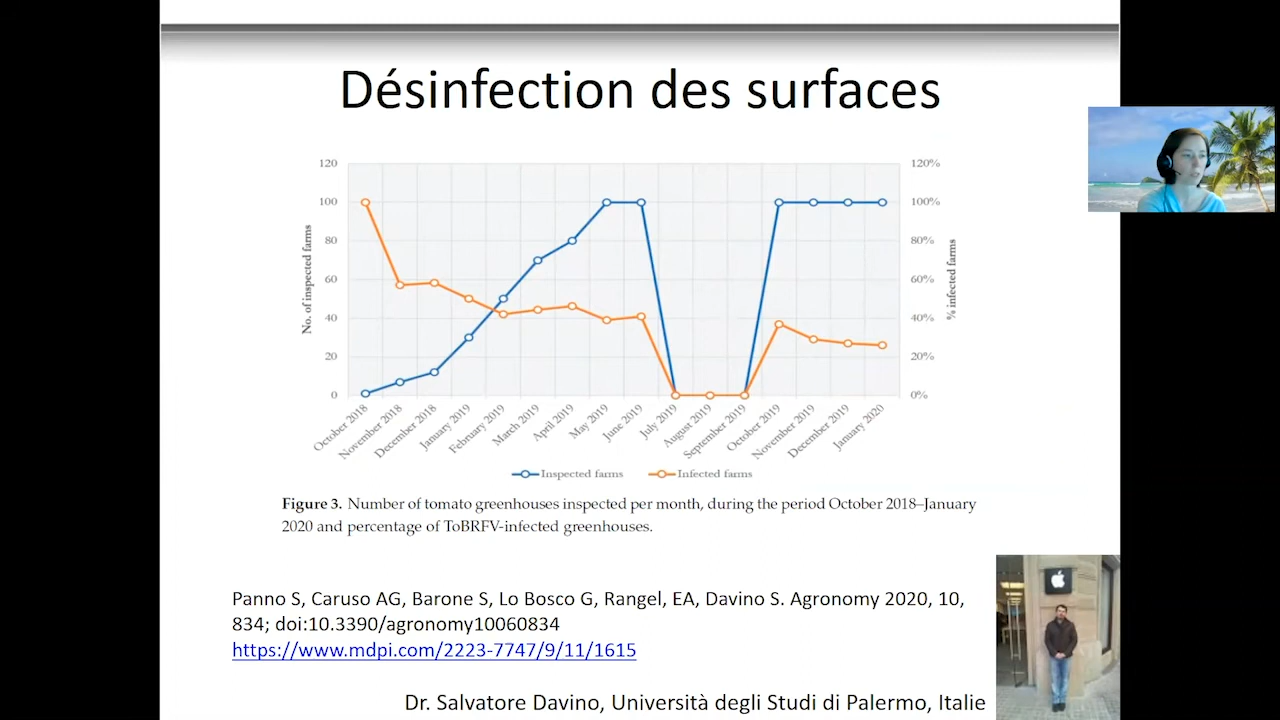 Désinfection des surfaces
120
100
80
60
40
20
0
No. of inspected farms
120%
100%
80%
60%
40%
20%
0%
% infected farms
October 2018
November 2018
December 2018
January 2019
February 2019
March 2019
April 2019
May 2019
June 2019
July 2019
August 2019
September 2019
October 2019
November 2019
December 2019
January 2020
Inspected farms
Infected farms
Figure 3. Number of tomato greenhouses inspected per month, during the period October 2018–January
2020 and percentage of ToBRFV-infected greenhouses.
Panno S, Caruso AG, Barone S, Lo Bosco G, Rangel, EA, Davino S. Agronomy 2020, 10,
834; doi:10.3390/agronomy10060834
https://www.mdpi.com/2223-7747/9/11/1615
Dr. Salvatore Davino, Università degli Studi di Palermo, Italie